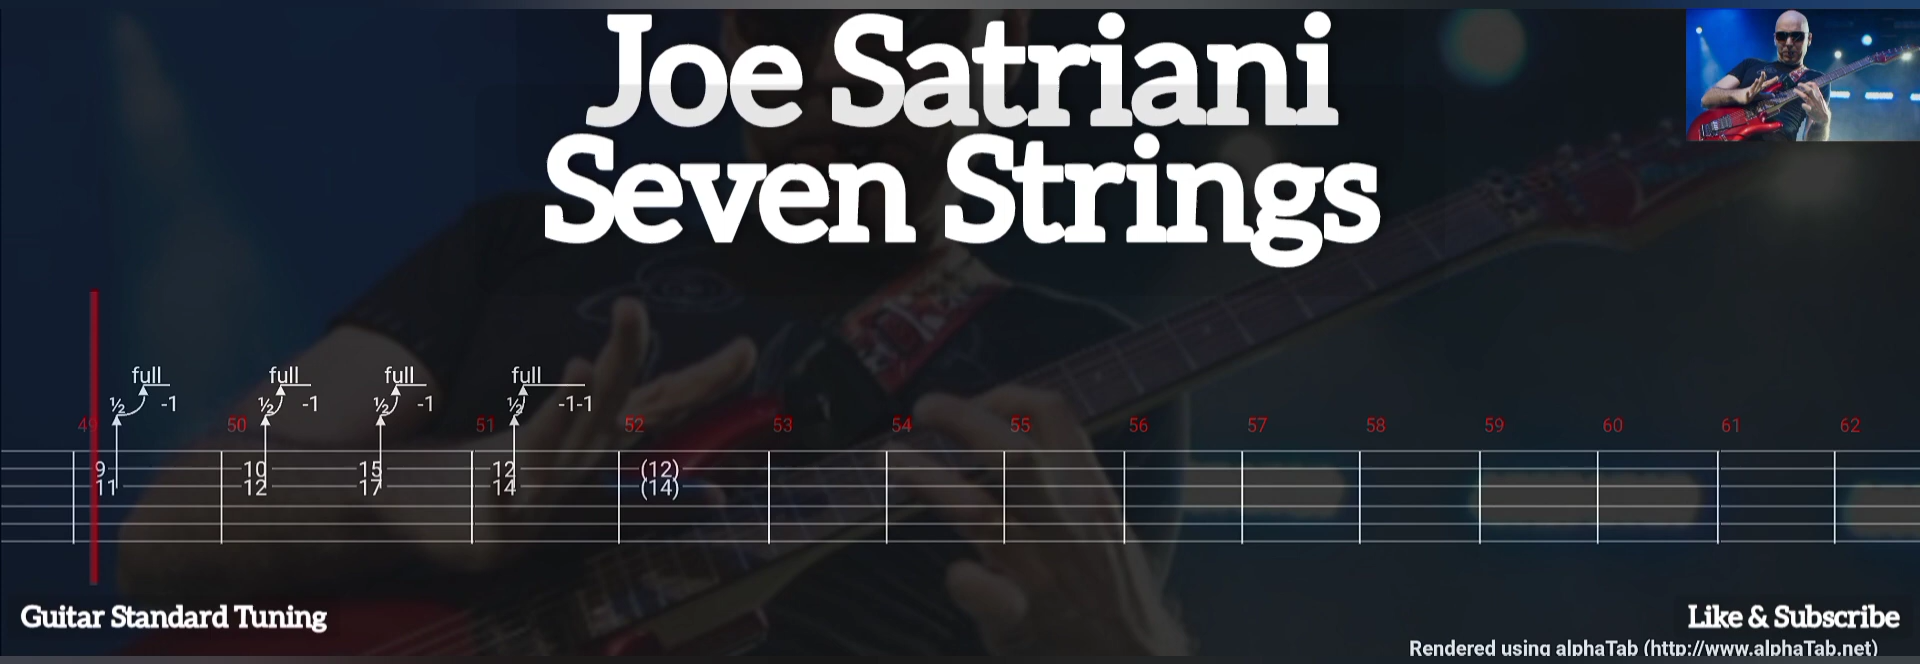 Joe Satriani
Seven Strings
full full full full
½ -1 ½ -1 ½ -1 ½ -1-1
49 50 51 52 53 54 55 56 57 58 59 60 61 62
9 10 15 12 (12)
11 12 17 14 (14)
Guitar Standard Tuning
Like & Subscribe
Rendered using alphaTab (http://www.alphaTab.net)